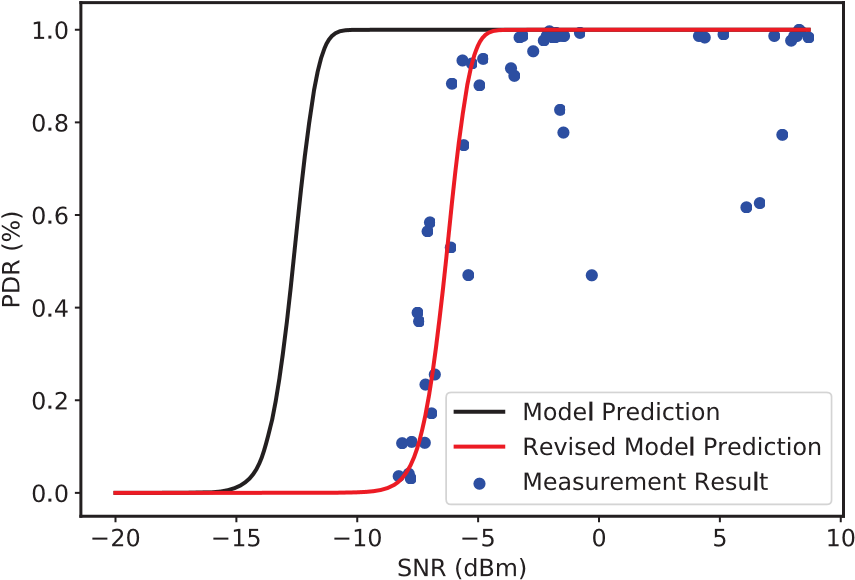 1.0
0.8
0.6
0.4
0.2
0.0
PDR (%)
Model Prediction
Revised Model Prediction
Measurement Result
−20 −15 −10 −5 0 5 10
SNR (dBm)